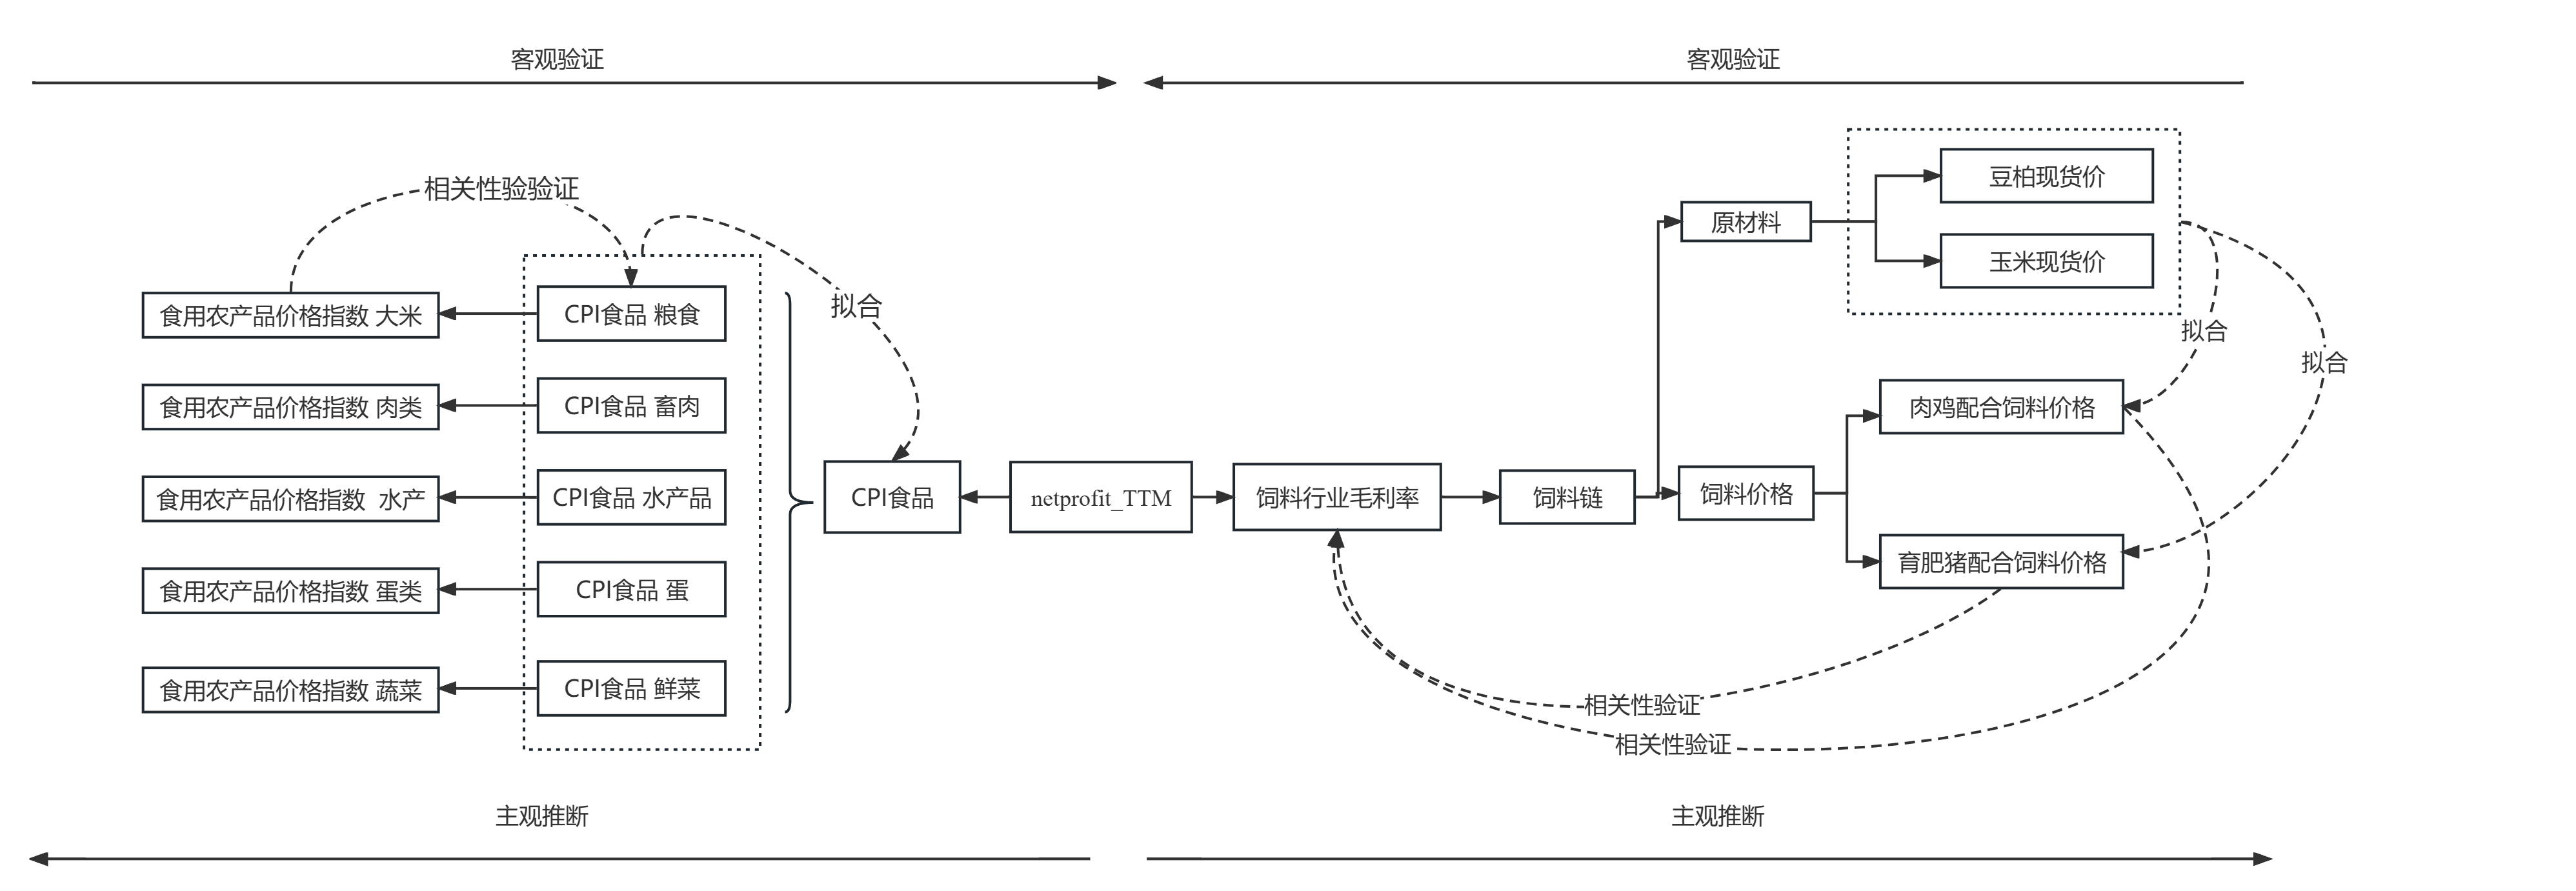 客观验证
客观验证
相关性验验证
拟合
食用农产品价格指数 大米
CPI食品 粮食
食用农产品价格指数 肉类
CPI食品 畜肉
食用农产品价格指数 水产
CPI食品 水产品
食用农产品价格指数 蛋类
CPI食品 蛋
食用农产品价格指数 蔬菜
CPI食品 鲜菜
CPI食品
netprofit_TTM
饲料行业毛利率
饲料链
原材料
豆柏现货价
玉米现货价
拟合
拟合
饲料价格
肉鸡配合饲料价格
育肥猪配合饲料价格
相关性验证
相关性验证
主观推断
主观推断